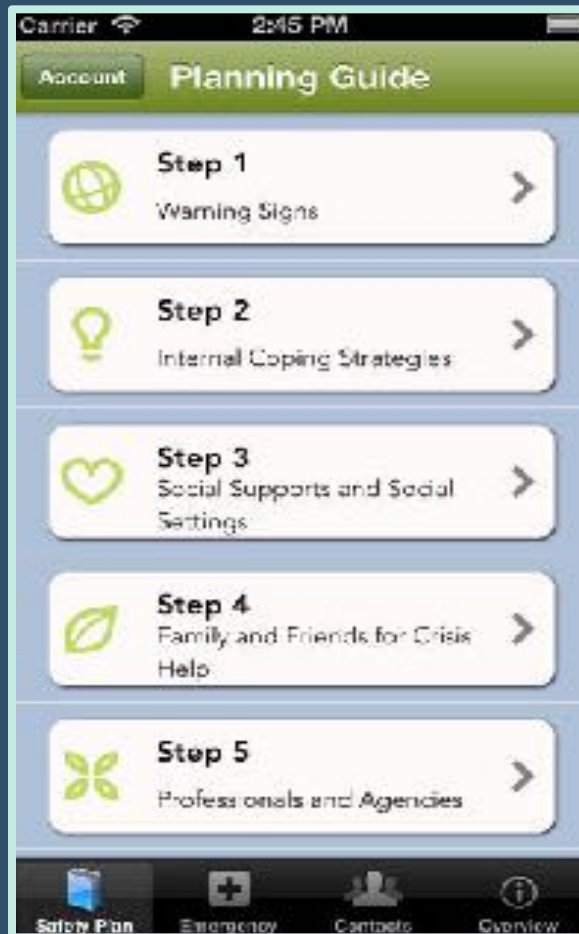 Carrier 2:45 PM
Account Planning Guide
Step 1
Warning Signs
Step 2
Internal Coping Strategies
Step 3
Social Supports and Social
Settings
Step 4
Family and Friends for Crisis
Help
Step 5
Professionals and Agencies
Safety Plan Emergency Contacts Overview